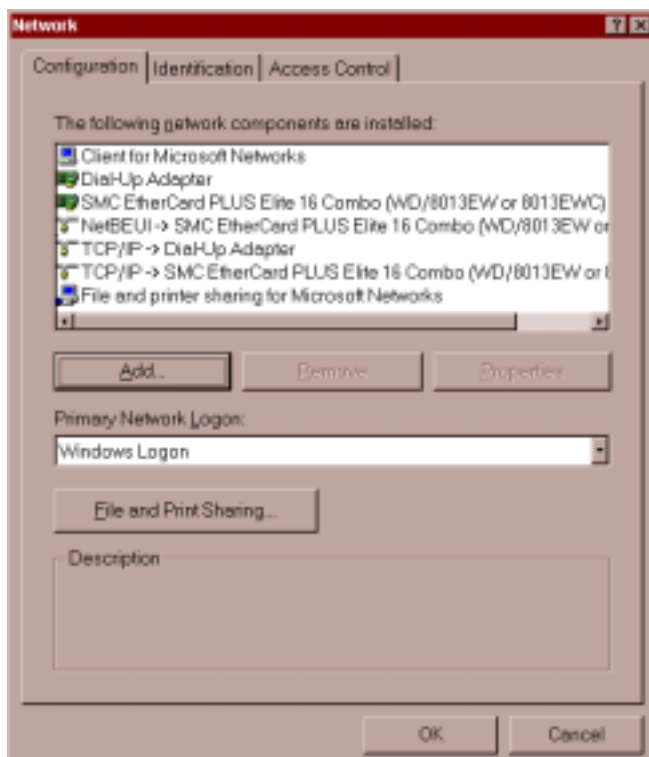 Network
Configuration Identification Access Control
The following network components are installed:
Client for Microsoft Networks
Dial-Up Adapter
SMC EtherCard PLUS Elite 16 Combo (WD/8013EW or 8013EWC)
NetBEUI -> SMC EtherCard PLUS Elite 16 Combo (WD/8013EW or
TCP/IP -> Dial-Up Adapter
TCP/IP -> SMC EtherCard PLUS Elite 16 Combo (WD/8013EW or 8
File and printer sharing for Microsoft Networks
Add... Remove Properties
Primary Network Logon:
Windows Logon
File and Print Sharing...
Description
OK Cancel